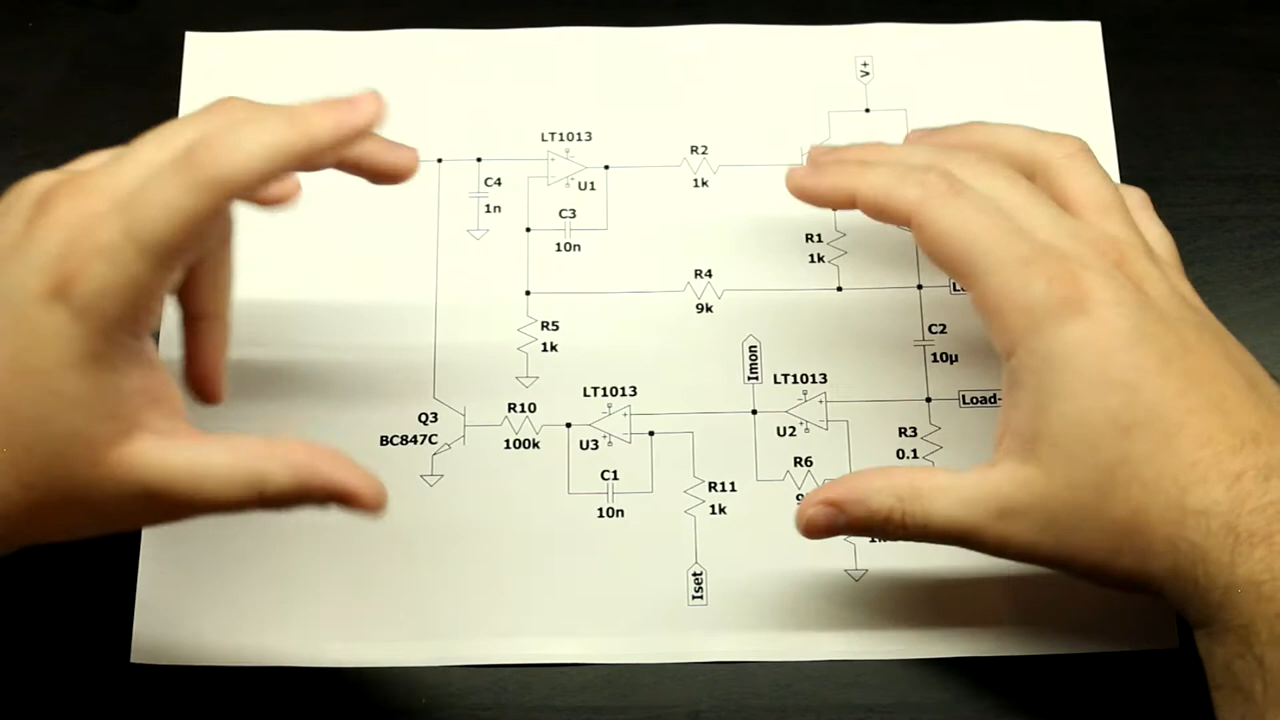 V+
LT1013
R2
1k
U1
C4
1n
C3
10n
R1
1k
R4
9k
R5
1k
C2
10µ
Imon
LT1013
LT1013
Load-
Q3
BC847C
R10
100k
U3
U2
R3
0.1
R6
C1
10n
R11
1k
Iset